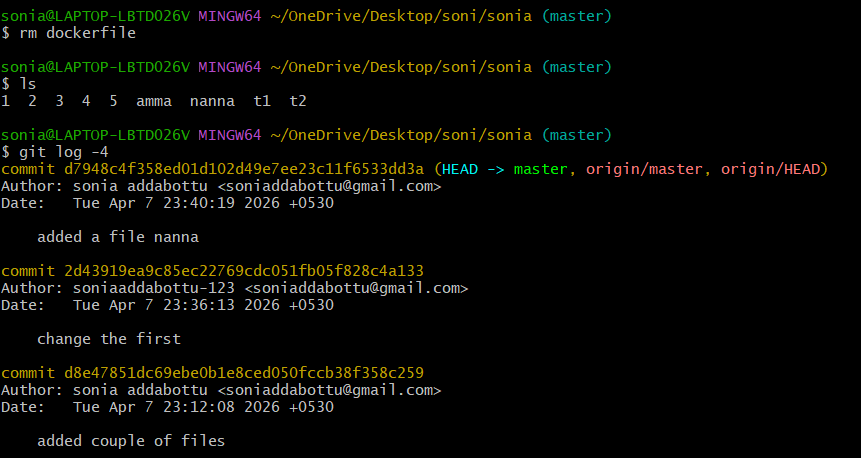 sonia@LAPTOP-LBTDO26V MINGW64 ~/OneDrive/Desktop/soni/sonia (master)
$ rm dockerfile
sonia@LAPTOP-LBTDO26V MINGW64 ~/OneDrive/Desktop/soni/sonia (master)
$ ls
1  2  3  4  5  amma  nanna  t1  t2
sonia@LAPTOP-LBTDO26V MINGW64 ~/OneDrive/Desktop/soni/sonia (master)
$ git log -4
commit d7948c4f358ed01d102d49e7ee23c11f6533dd3a (HEAD -> master, origin/master, origin/HEAD)
Author: sonia addabottu <soniaddabottu@gmail.com>
Date:   Tue Apr 7 23:40:19 2026 +0530
    added a file nanna
commit 2d43919ea9c85ec22769cdc051fb05f828c4a133
Author: soniaddabottu-123 <soniaddabottu@gmail.com>
Date:   Tue Apr 7 23:36:13 2026 +0530
    change the first
commit d8e47851dc69ebe0b1e8ced050fccb38f358c259
Author: sonia addabottu <soniaddabottu@gmail.com>
Date:   Tue Apr 7 23:12:08 2026 +0530
    added couple of files